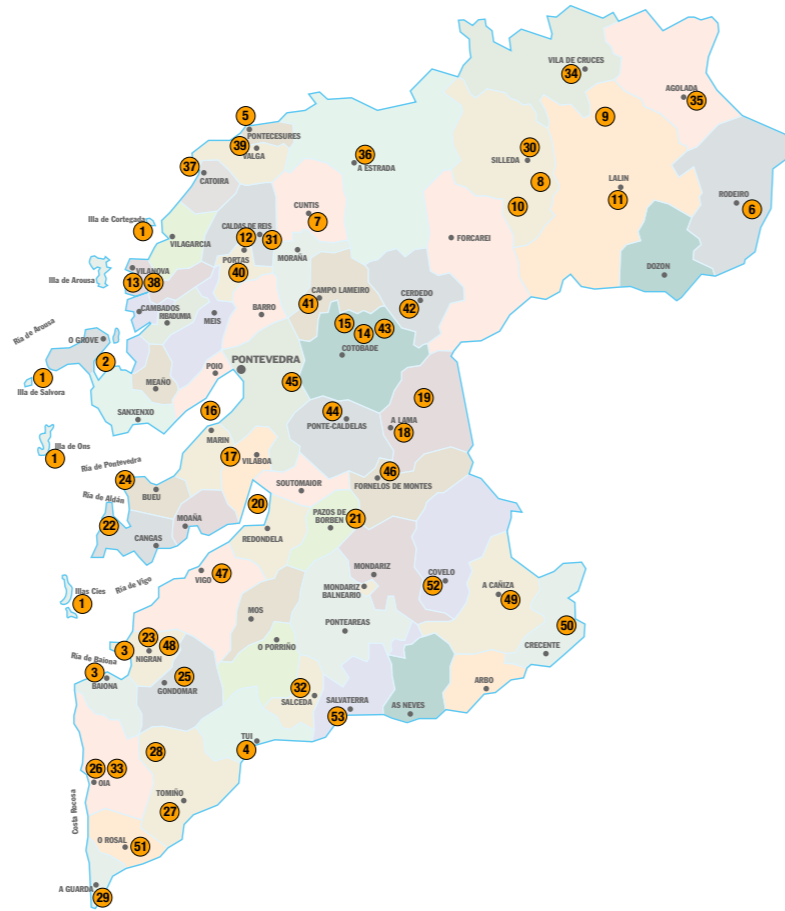 VILA DE CRUCES
34
AGOLADA
35
5
PONTECESURES
9
39
VALGA
36
A ESTRADA
30
SILLEDA
37
CATOIRA
8
LALIN
11
RODEIRO
6
10
CUNTIS
7
Illa de Cortegada
1
VILAGARCIA
CALDAS DE REIS
12
31
FORCAREI
PORTAS
MORAÑA
DOZON
Illa de Arousa
VILANOVA
13
38
40
CAMPO LAMEIRO
41
CERDEDO
42
CAMBADOS
RIBADUMIA
MEIS
BARRO
15
14
43
COTOBADE
Ria de Arousa
O GROVE
2
PONTEVEDRA
POIO
1
Illa de Salvora
MEAÑO
45
19
SANXENXO
16
44
PONTE-CALDELAS
A LAMA
18
MARIN
Illa de Ons
1
17
VILABOA
Ría de Pontevedra
24
BUEU
46
FORNELOS DE MONTES
SOUTOMAIOR
Ría de Aldán
22
MOAÑA
20
PAZOS DE
BORBEN
21
CANGAS
REDONDELA
47
VIGO
Ría de Vigo
MONDARIZ
COVELO
52
Illas Cies
1
MONDARIZ
BALNEARIO
A CAÑIZA
49
MOS
PONTEAREAS
50
23
48
3
NIGRAN
O PORRIÑO
CRECENTE
Ría de Baiona
3
BAIONA
25
GONDOMAR
32
SALCEDA
ARBO
SALVATERRA
53
AS NEVES
TUI
4
28
26
33
OIA
TOMIÑO
27
Costa Rocosa
O ROSAL
51
A GUARDA
29